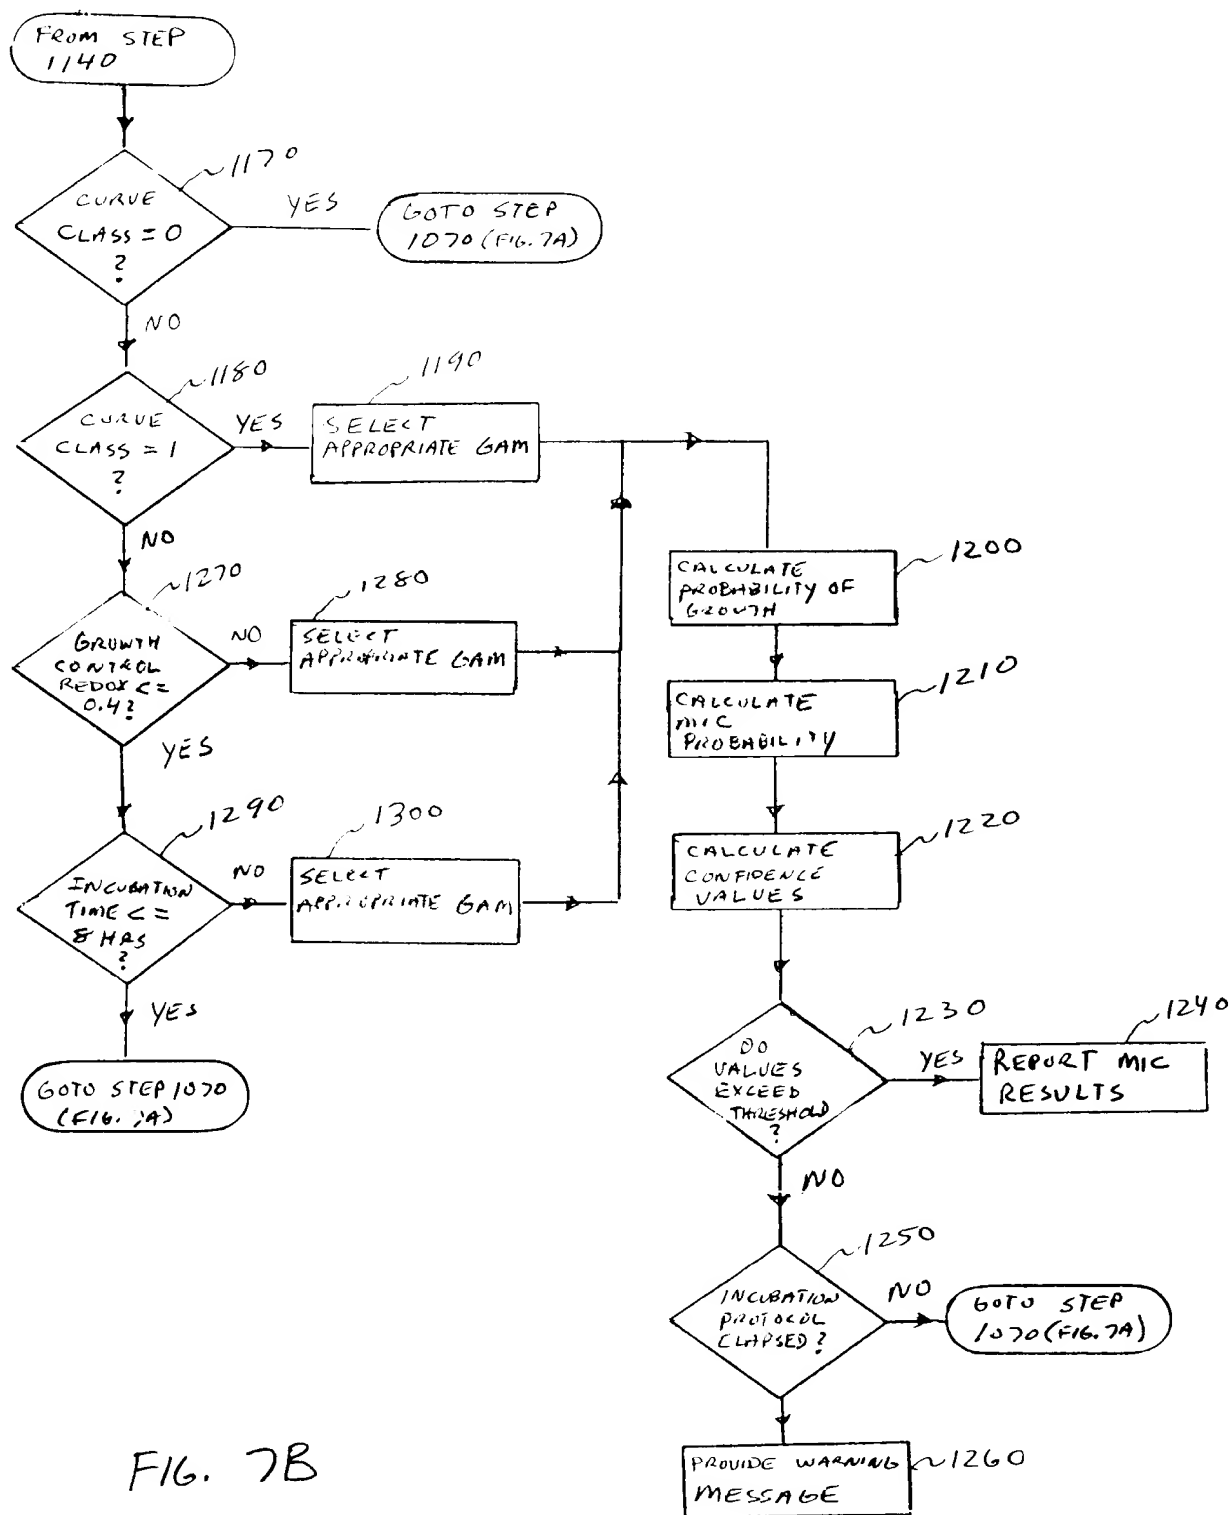 FROM STEP
1140
1170
CURVE
CLASS = 0
?
YES
GOTO STEP
1070 (FIG. 7A)
NO
1180
CURVE
CLASS = 1
?
YES
1190
SELECT
APPROPRIATE GAM
NO
1270
GROWTH
CONTROL
REDOX <=
0.4?
NO
1280
SELECT
APPROPRIATE GAM
YES
1290
INCUBATION
TIME <=
8 HRS
?
NO
1300
SELECT
APPROPRIATE GAM
YES
GOTO STEP 1070
(FIG. 7A)
1200
CALCULATE
PROBABILITY OF
GROWTH
1210
CALCULATE
MIC
PROBABILITY
1220
CALCULATE
CONFIDENCE
VALUES
1230
DO
VALUES
EXCEED
THRESHOLD
?
YES
1240
REPORT MIC
RESULTS
NO
1250
INCUBATION
PROTOCOL
ELAPSED?
NO
GOTO STEP
1070 (FIG. 7A)
1260
PROVIDE WARNING
MESSAGE
FIG. 7B